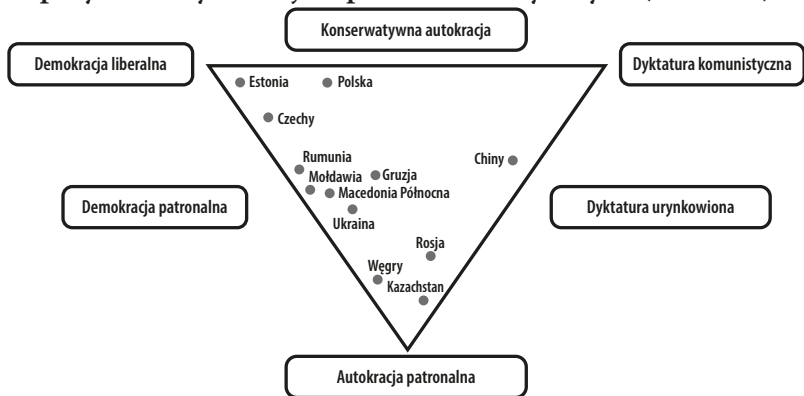 Konserwatywna autokracja
Demokracja liberalna
Dyktatura komunistyczna
Estonia
Polska
Czechy
Rumunia
Chiny
Gruzja
Mołdawia
Macedonia Północna
Demokracja patronalna
Dyktatura urynkowiona
Ukraina
Rosja
Węgry
Kazachstan
Autokracja patronalna